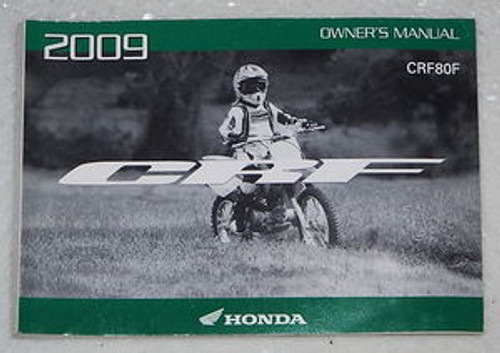 2009
OWNER'S MANUAL
CRF80F
CRF
HONDA